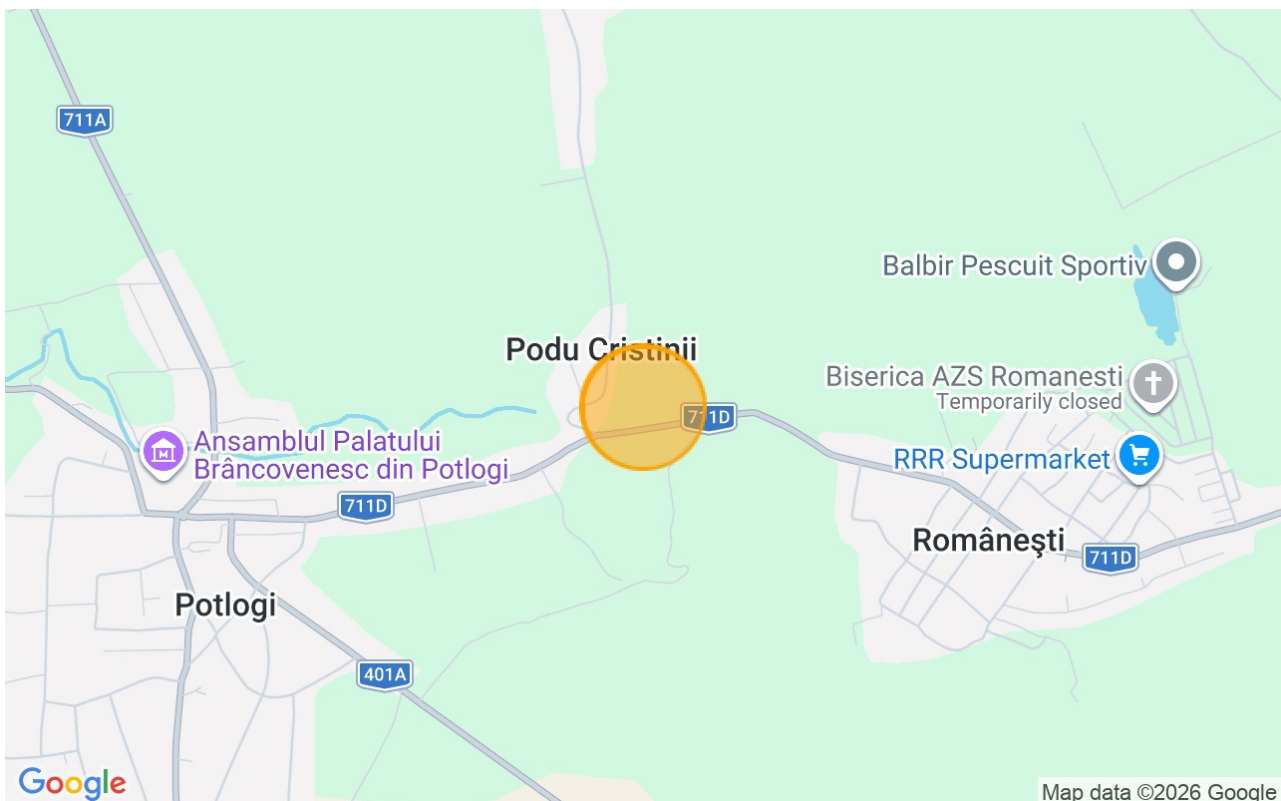 711A
Balbir Pescuit Sportiv
Podu Cristinii
Biserica AZS Romanesti
Temporarily closed
711D
Ansamblul Palatului
Brâncovenesc din Potlogi
RRR Supermarket
711D
Româneşti
711D
Potlogi
401A
Google
Map data ©2026 Google